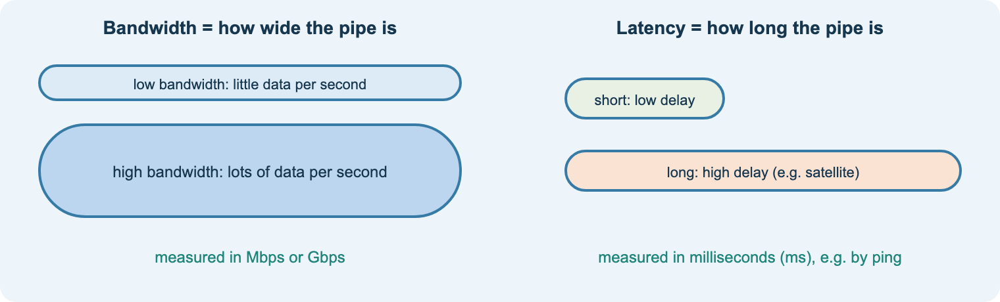 Bandwidth = how wide the pipe is
low bandwidth: little data per second
high bandwidth: lots of data per second
measured in Mbps or Gbps
Latency = how long the pipe is
short: low delay
long: high delay (e.g. satellite)
measured in milliseconds (ms), e.g. by ping